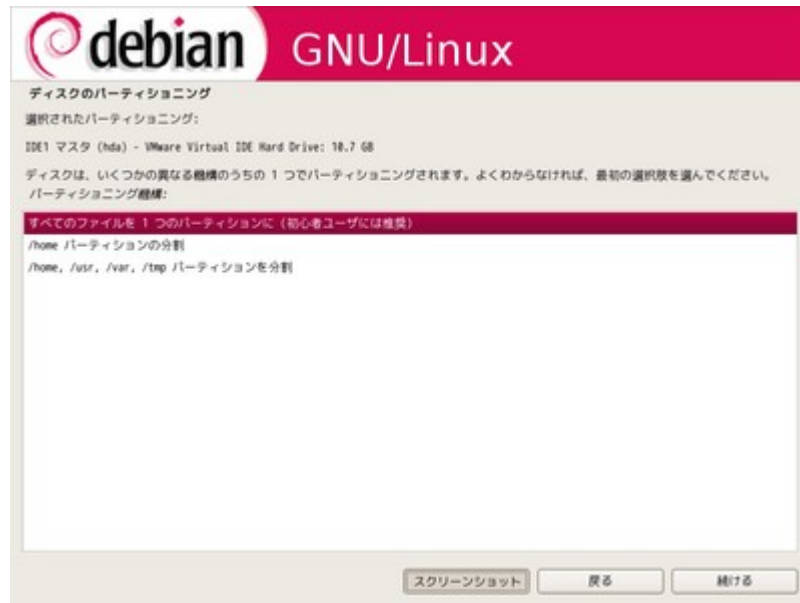 debian GNU/Linux
ディスクのパーティショニング
選択されたパーティショニング:
IDE1 マスタ (hda) - VMware Virtual IDE Hard Drive: 10.7 GB
ディスクは、いくつかの異なる機構のうちの 1 つでパーティショニングされます。よくわからなければ、最初の選択肢を選んでください。
パーティショニング機構:
すべてのファイルを 1 つのパーティションに (初心者ユーザには推奨)
/home パーティションの分割
/home, /usr, /var, /tmp パーティションを分割
スクリーンショット 戻る 続ける